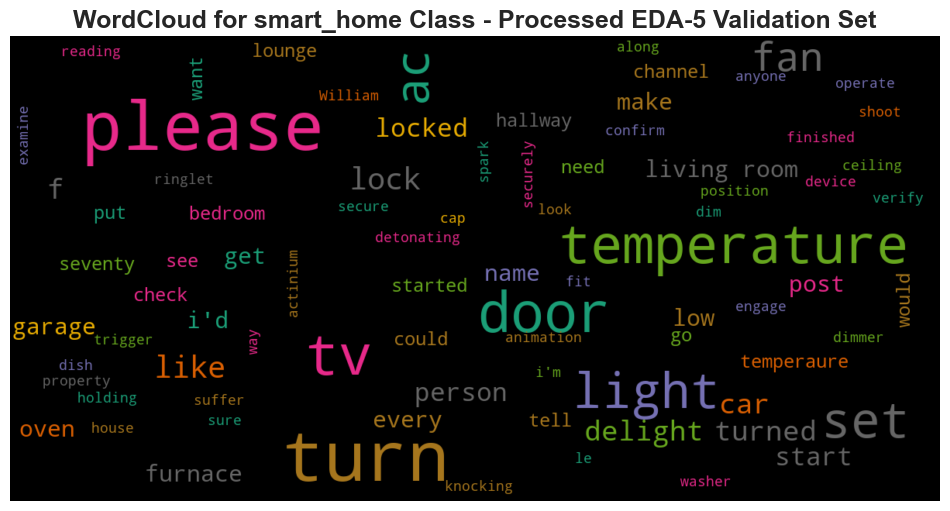 WordCloud for smart_home Class - Processed EDA-5 Validation Set
reading
lounge
along
fan
want
ac
channel
anyone
operate
William
make
shoot
examine
please
locked
hallway
confirm
finished
spark
securely
need
living room
ceiling
f
ringlet
lock
position
device
verify
put
bedroom
secure
cap
look
dim
detonating
temperature
seventy
see
get
name
fit
post
check
actinium
started
door
engage
would
garage
i'd
trigger
way
could
animation
low
go
dimmer
dish
like
tv
temperaure
property
i'm
holding
suffer
person
light
car
set
oven
house
sure
every
tell
delight
turned
turn
le
start
furnace
knocking
washer